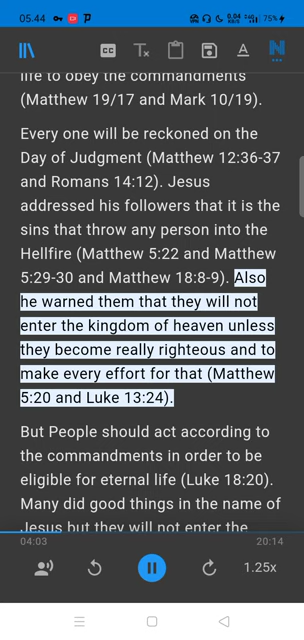 05.44
6.04 KB/s
75%
CC
life to obey the commandments
(Matthew 19/17 and Mark 10/19).
Every one will be reckoned on the
Day of Judgment (Matthew 12:36-37
and Romans 14:12). Jesus
addressed his followers that it is the
sins that throw any person into the
Hellfire (Matthew 5:22 and Matthew
5:29-30 and Matthew 18:8-9). Also
he warned them that they will not
enter the kingdom of heaven unless
they become really righteous and to
make every effort for that (Matthew
5:20 and Luke 13:24).
But People should act according to
the commandments in order to be
eligible for eternal life (Luke 18:20).
Many did good things in the name of
Jesus but they will not enter the
04:03
20:14
1.25x